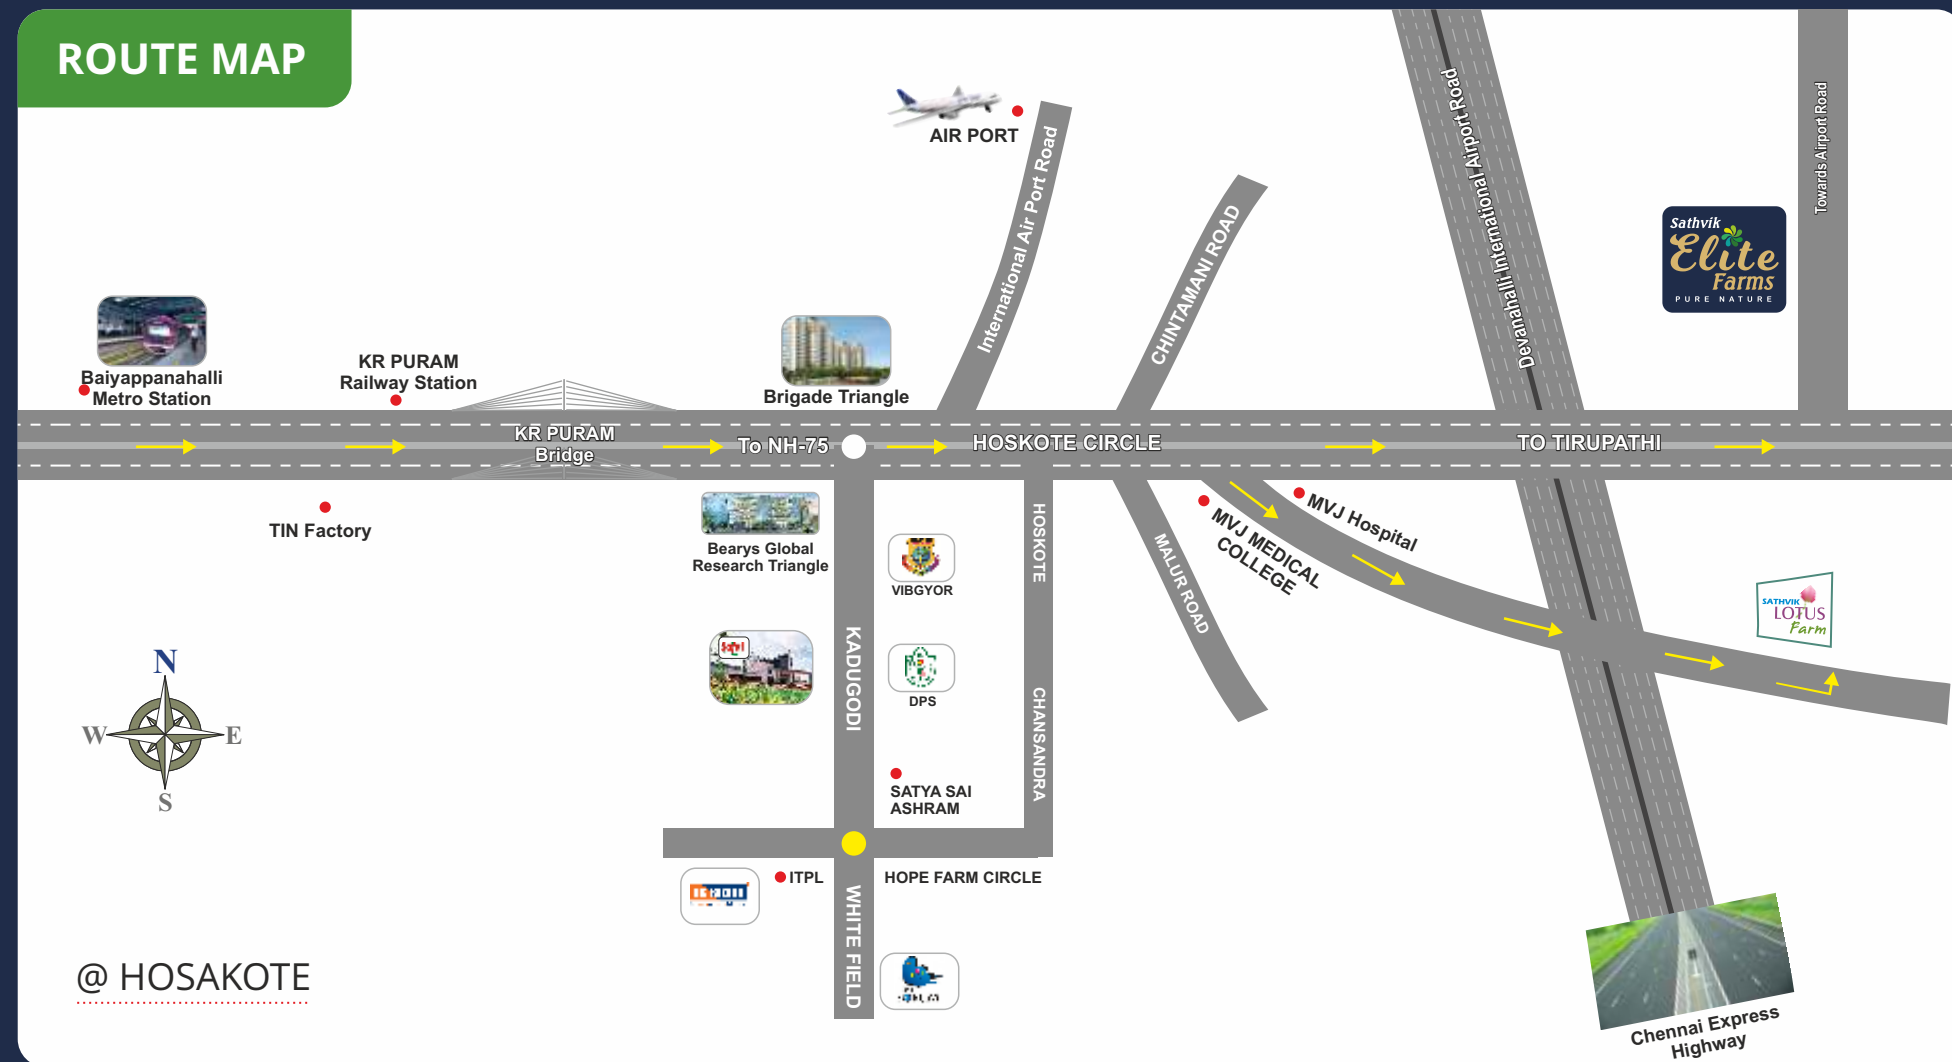 ROUTE MAP
AIR PORT
International Air Port Road
CHINTAMANI ROAD
Devanahalli International Airport Road
Towards Airport Road
Sathvik
Elite
Farms
PURE NATURE
Baiyappanahalli
Metro Station
KR PURAM
Railway Station
Brigade Triangle
KR PURAM
Bridge
To NH-75
HOSKOTE CIRCLE
TO TIRUPATHI
TIN Factory
Bearys Global
Research Triangle
VIBGYOR
DPS
KADUGODI
HOSKOTE
CHANSANDRA
MALUR ROAD
MVJ Hospital
MVJ MEDICAL
COLLEGE
SATHVIK
LOTUS
Farm
N
W
E
S
SATYA SAI
ASHRAM
ITPL
HOPE FARM CIRCLE
WHITE FIELD
@ HOSAKOTE
Chennai Express
Highway